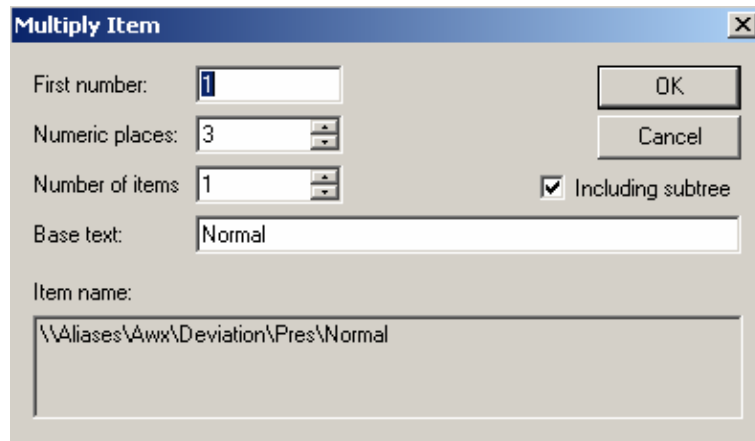 Multiply Item
First number: 1
OK
Numeric places: 3
Cancel
Number of items 1
Including subtree
Base text: Normal
Item name:
\\Aliases\Awx\Deviation\Pres\Normal